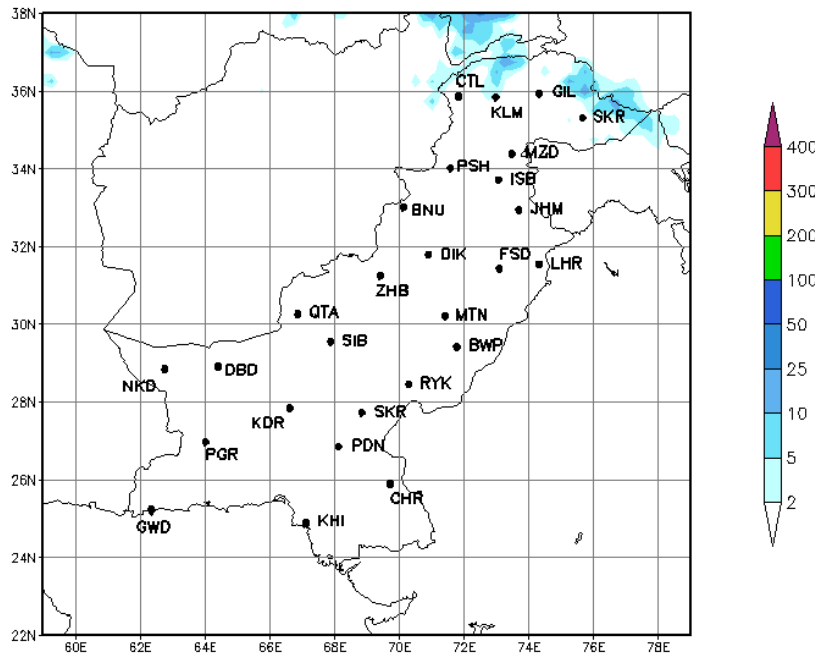 38N
CTL
36N
GIL
KLM
SKR
400
34N
MZD
PSH
ISB
300
BNU
JHM
32N
200
DIK
FSD
LHR
ZHB
100
QTA
MTN
30N
SIB
BWP
50
NKD
DBD
RYK
25
28N
KDR
SKR
10
PGR
PDN
26N
CHR
5
GWD
KHI
2
24N
22N
60E 62E 64E 66E 68E 70E 72E 74E 76E 78E